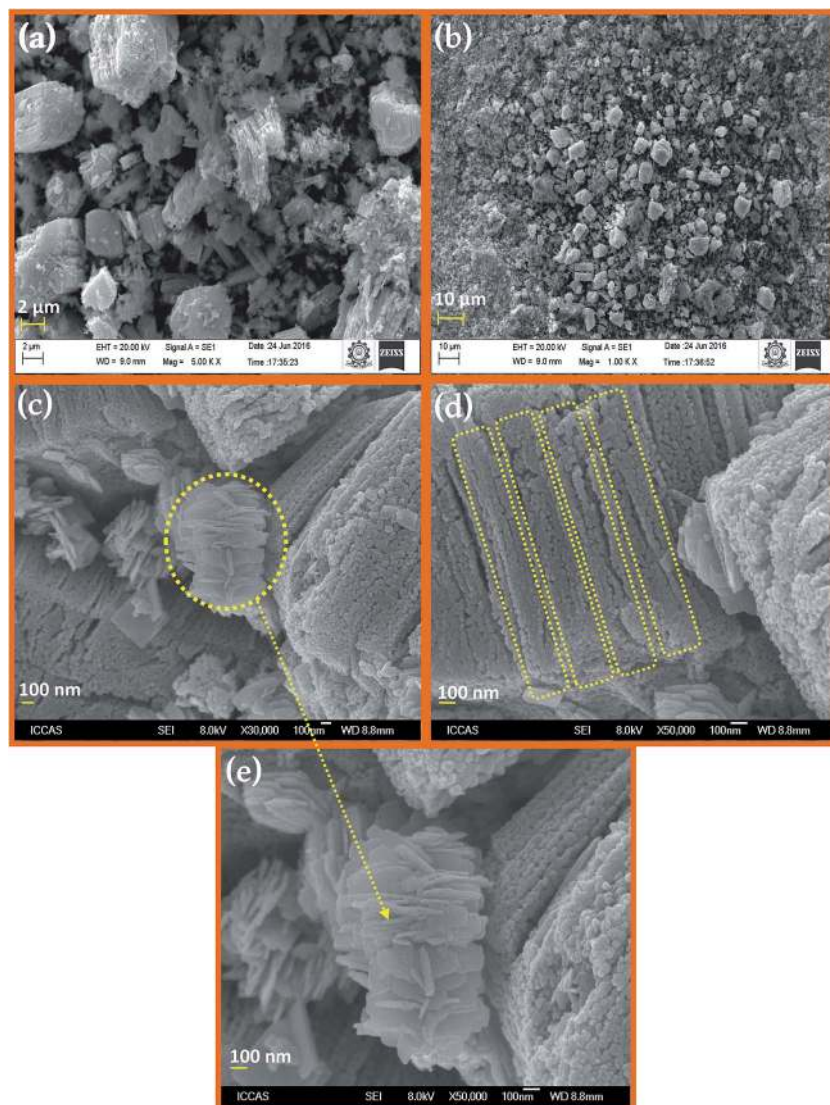 (a)
2 μm
2 μm
EHT = 20.00 kV Signal A = SE1 Date :24 Jun 2016
WD = 9.0 mm Mag = 5.00 K X Time :17:35:23
ZEISS
(b)
10 μm
10 μm
EHT = 20.00 kV Signal A = SE1 Date :24 Jun 2016
WD = 9.0 mm Mag = 1.00 K X Time :17:36:52
ZEISS
(c)
100 nm
ICCAS SEI 8.0kV X30,000 100nm WD 8.8mm
(d)
100 nm
ICCAS SEI 8.0kV X50,000 100nm WD 8.8mm
(e)
100 nm
ICCAS SEI 8.0kV X50,000 100nm WD 8.8mm